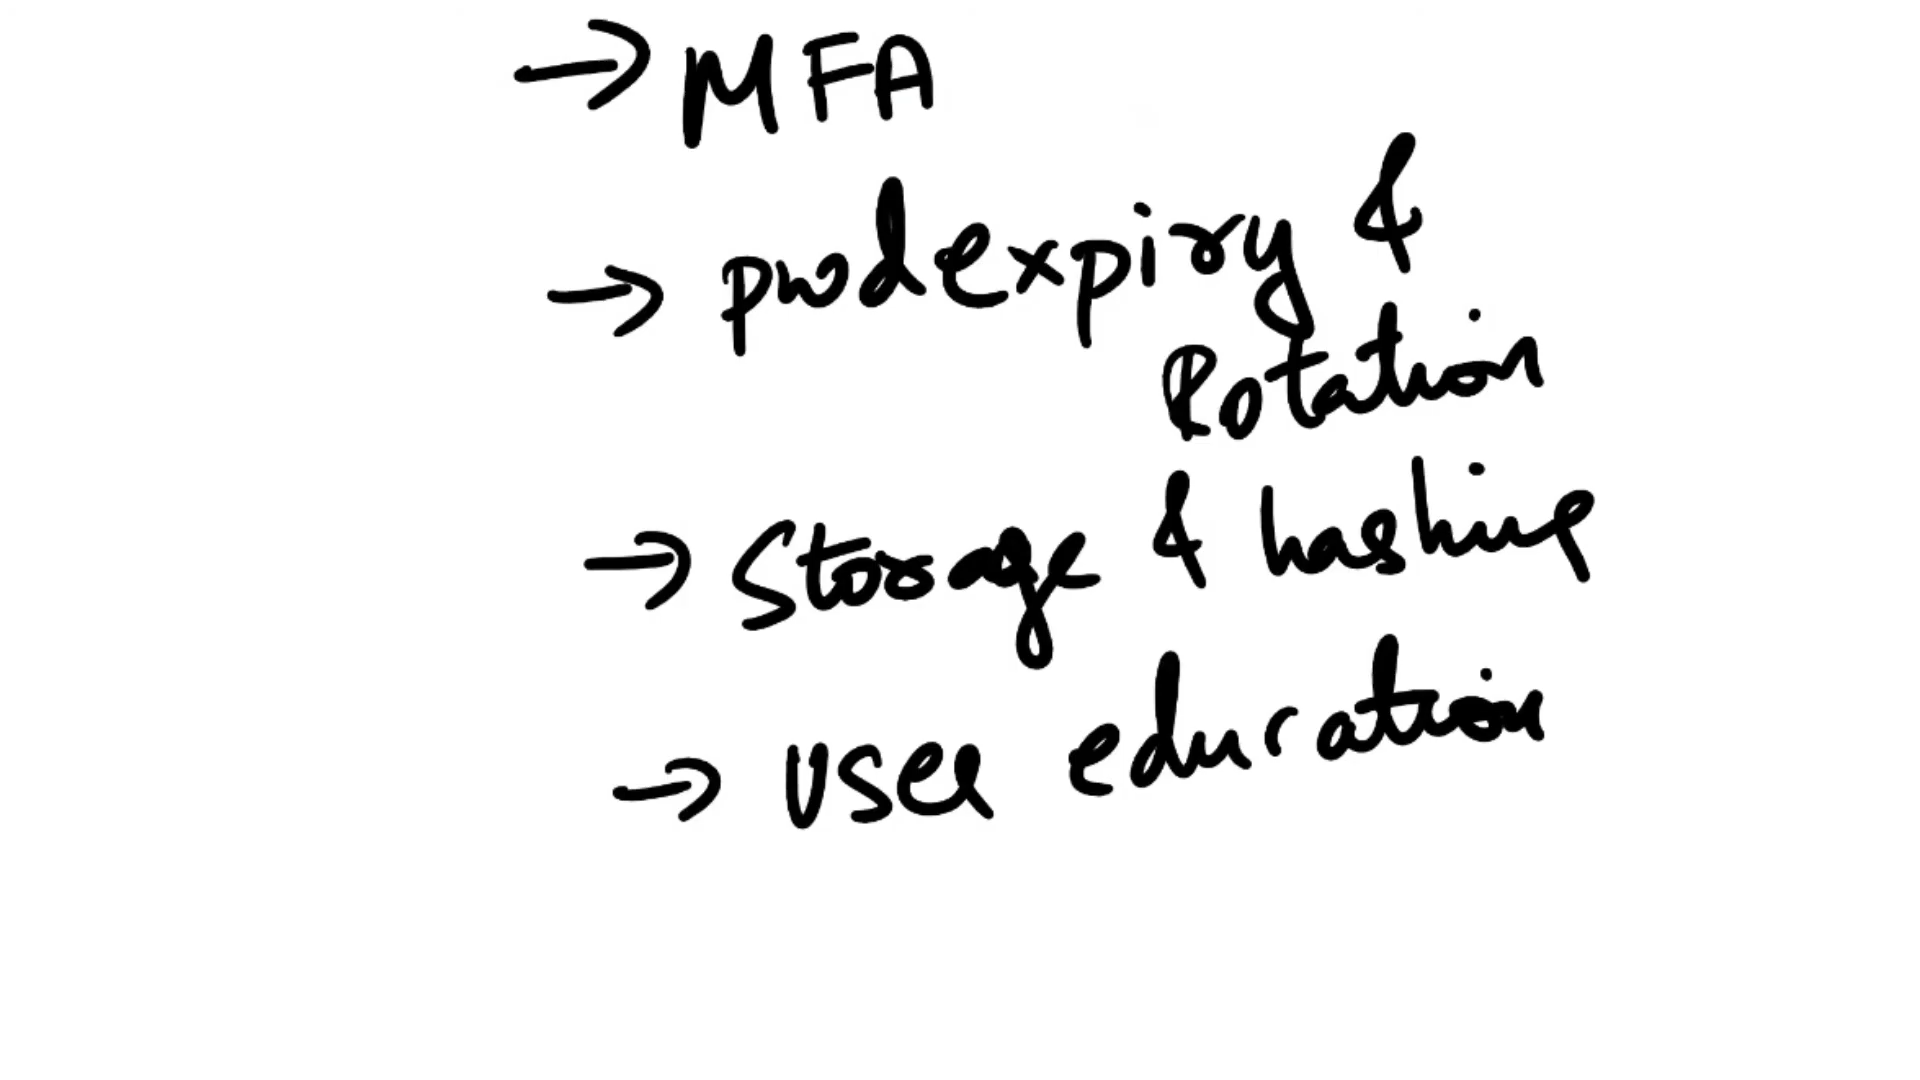 → MFA
→ pwd expiry &
Rotation
→ Storage & hashing
→ User education